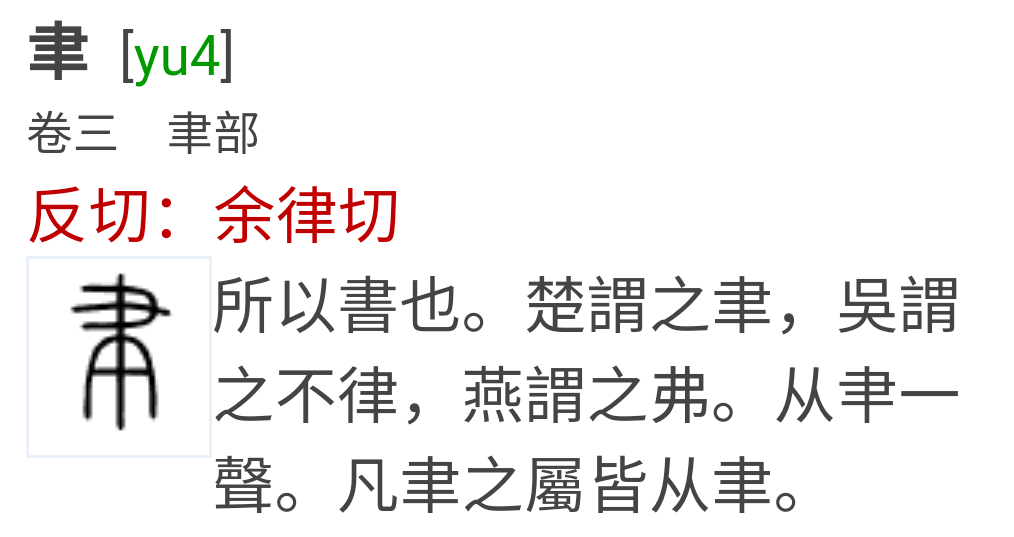 聿 [yu4]
卷三 聿部
反切：余律切
所以書也。楚謂之聿，吳謂
之不律，燕謂之弗。从聿一
聲。凡聿之屬皆从聿。